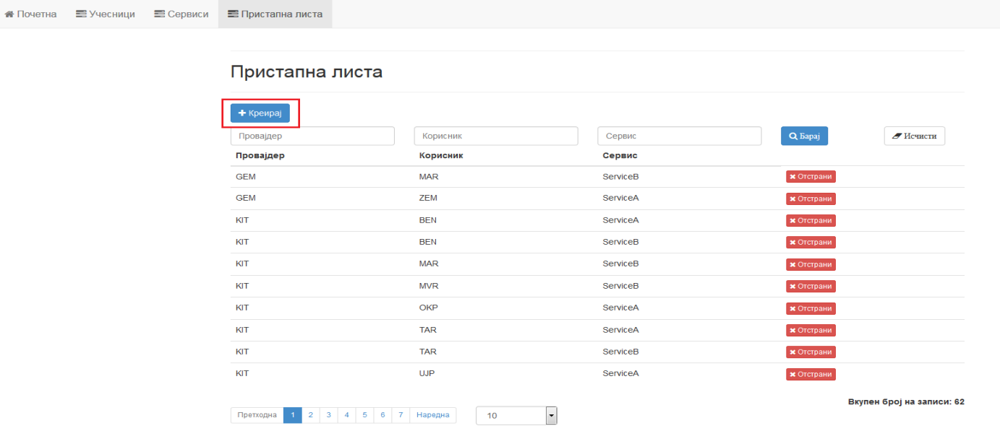 Почетна Учесници Сервиси Пристапна листа
Пристапна листа
Креирај
Провајдер Корисник Сервис Барај Исчисти
Провајдер Корисник Сервис
GEM MAR ServiceB Отстрани
GEM ZEM ServiceA Отстрани
KIT BEN ServiceA Отстрани
KIT BEN ServiceB Отстрани
KIT MAR ServiceB Отстрани
KIT MVR ServiceB Отстрани
KIT OKP ServiceA Отстрани
KIT TAR ServiceA Отстрани
KIT TAR ServiceB Отстрани
KIT UJP ServiceA Отстрани
Вкупен број на записи: 62
Претходна 1 2 3 4 5 6 7 Наредна 10